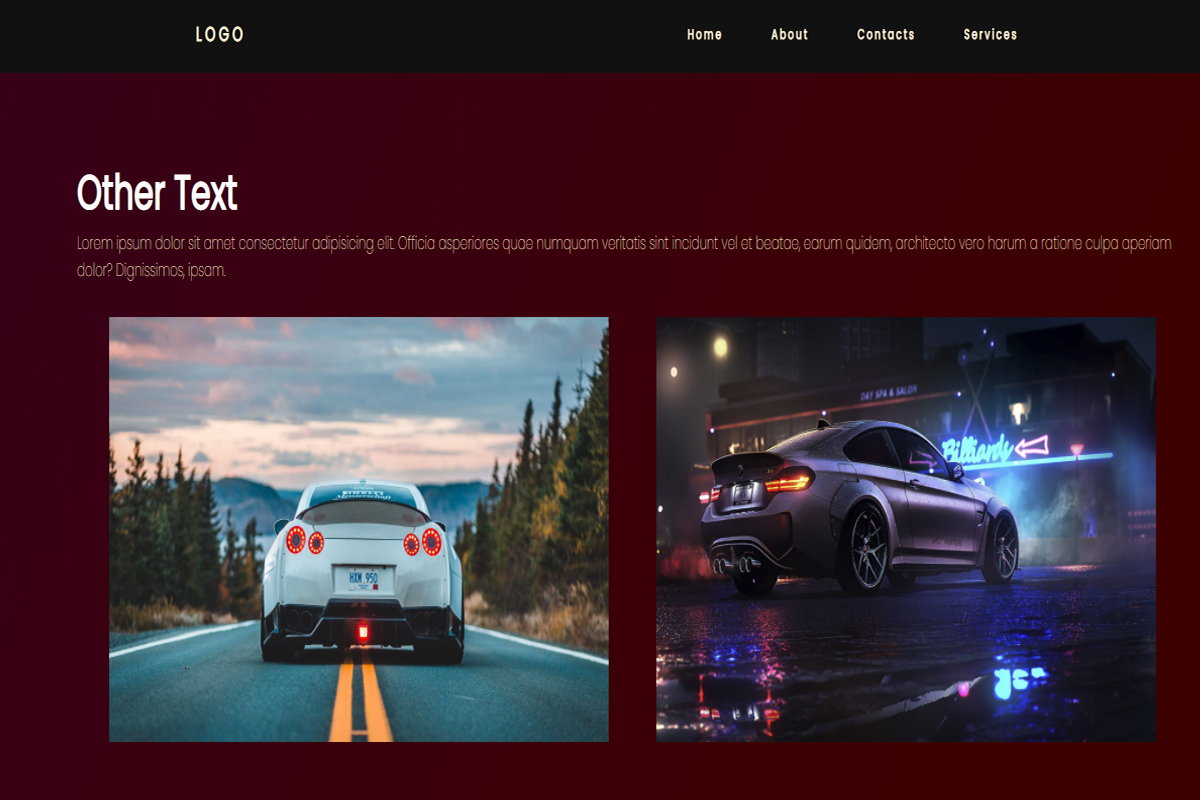 LOGO
Home About Contacts Services
Other Text
Lorem ipsum dolor sit amet consectetur adipisicing elit. Officia asperiores quae numquam veritatis sint incidunt vel et beatae, earum quidem, architecto vero harum a ratione culpa aperiam
dolor? Dignissimos, ipsam.
DAY SPA & SALON
Billiards
PIRELLI
HXM 950